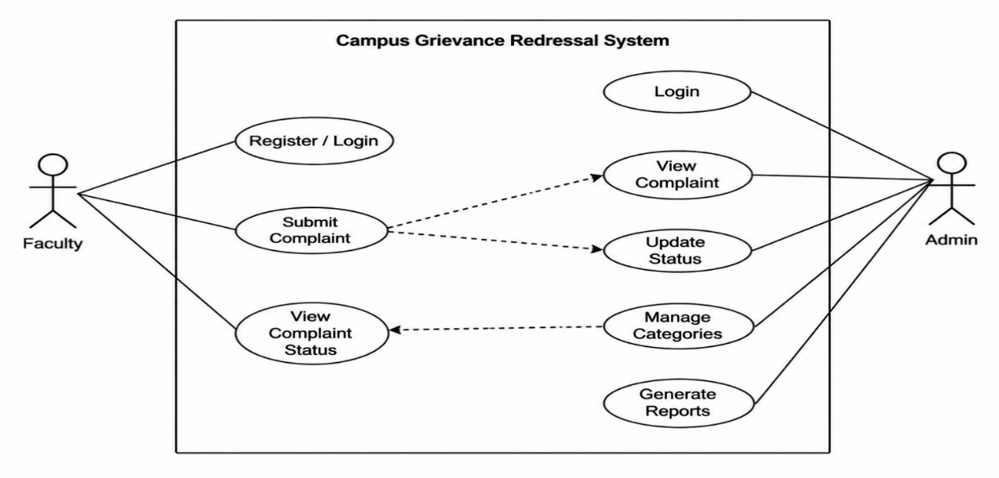 Campus Grievance Redressal System
Login
Register / Login
View
Complaint
Submit
Complaint
Update
Status
Faculty
Admin
View
Complaint
Status
Manage
Categories
Generate
Reports